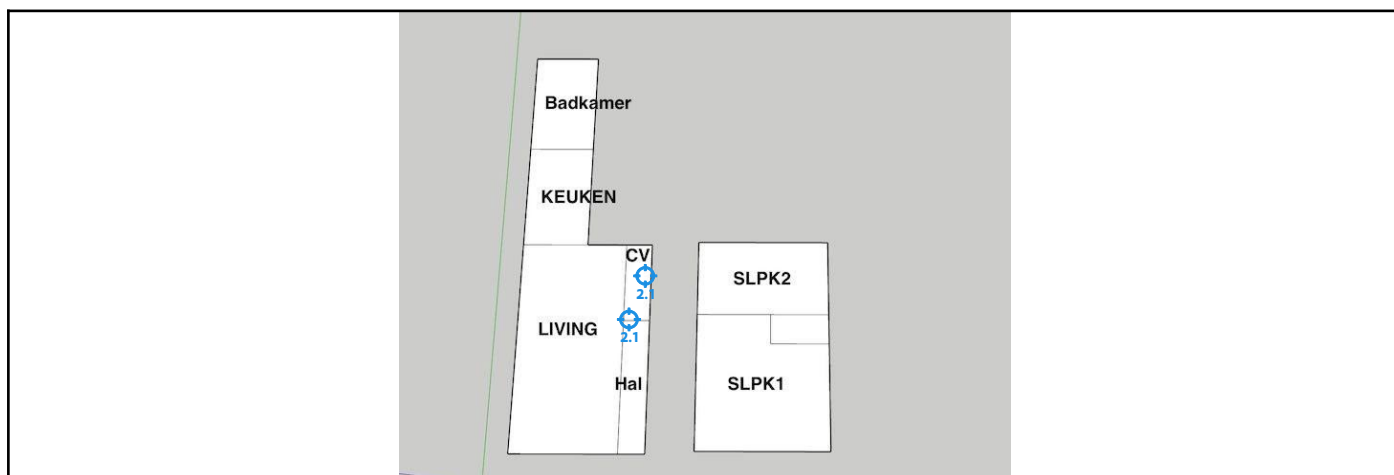 Badkamer
KEUKEN
CV
2.1
SLPK2
LIVING
2.1
Hal
SLPK1